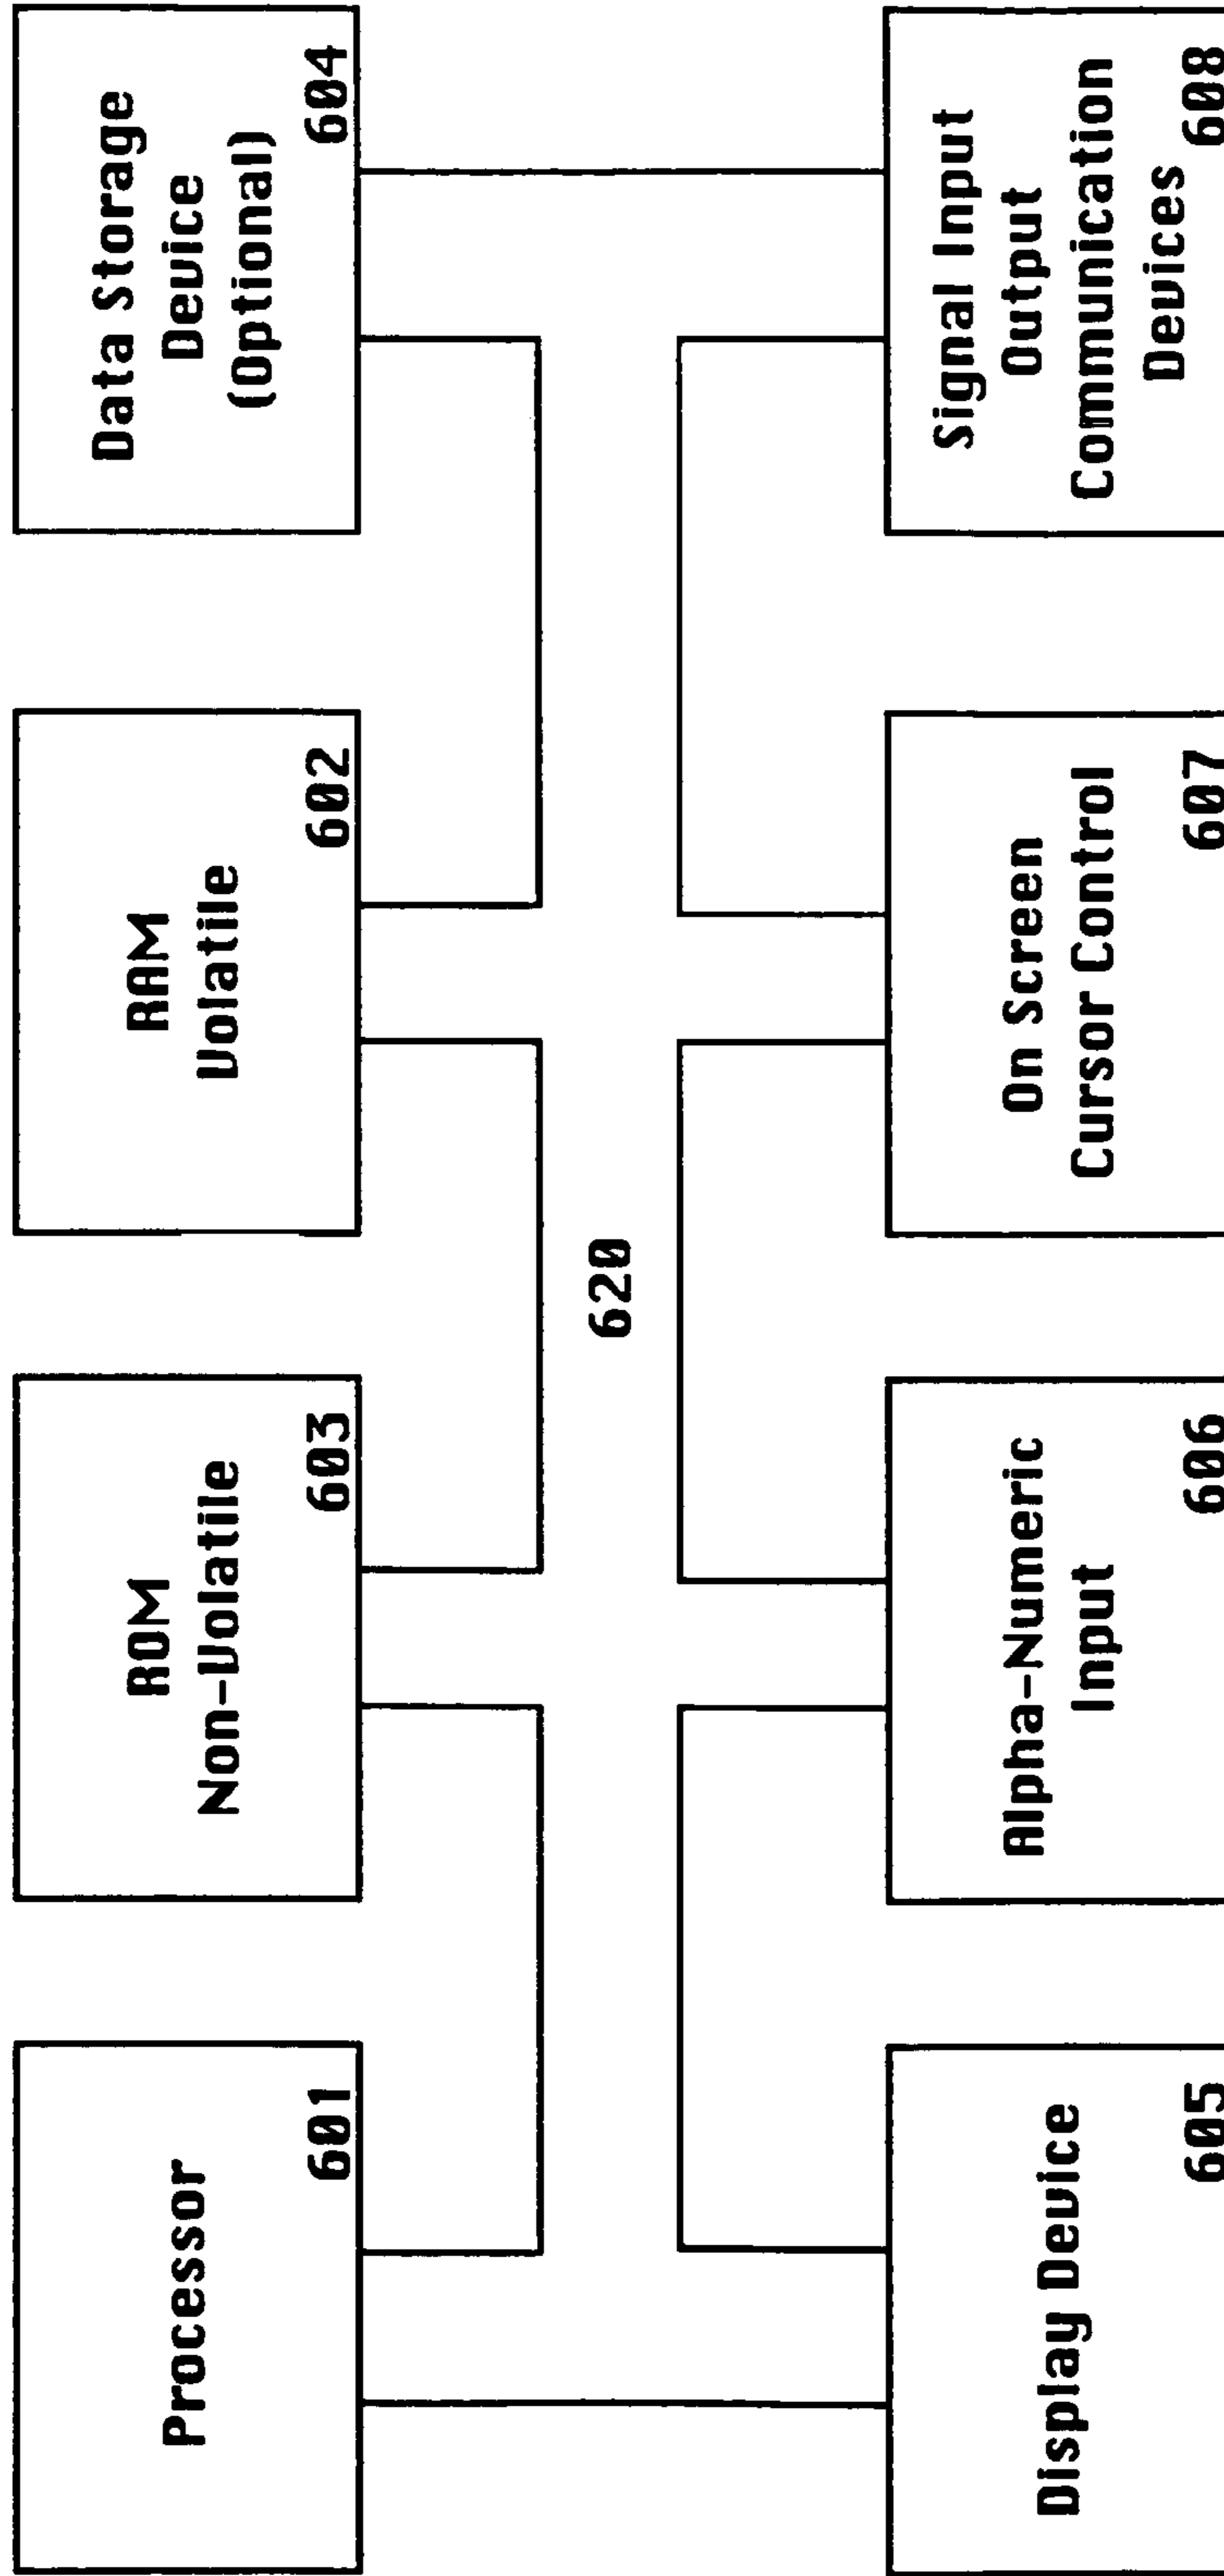 Processor
601
ROM
Non-Volatile
603
RAM
Volatile
602
Data Storage
Device
(Optional)
604
620
Display Device
605
Alpha-Numeric
Input
606
On Screen
Cursor Control
607
Signal Input
Output
Communication
Devices
608